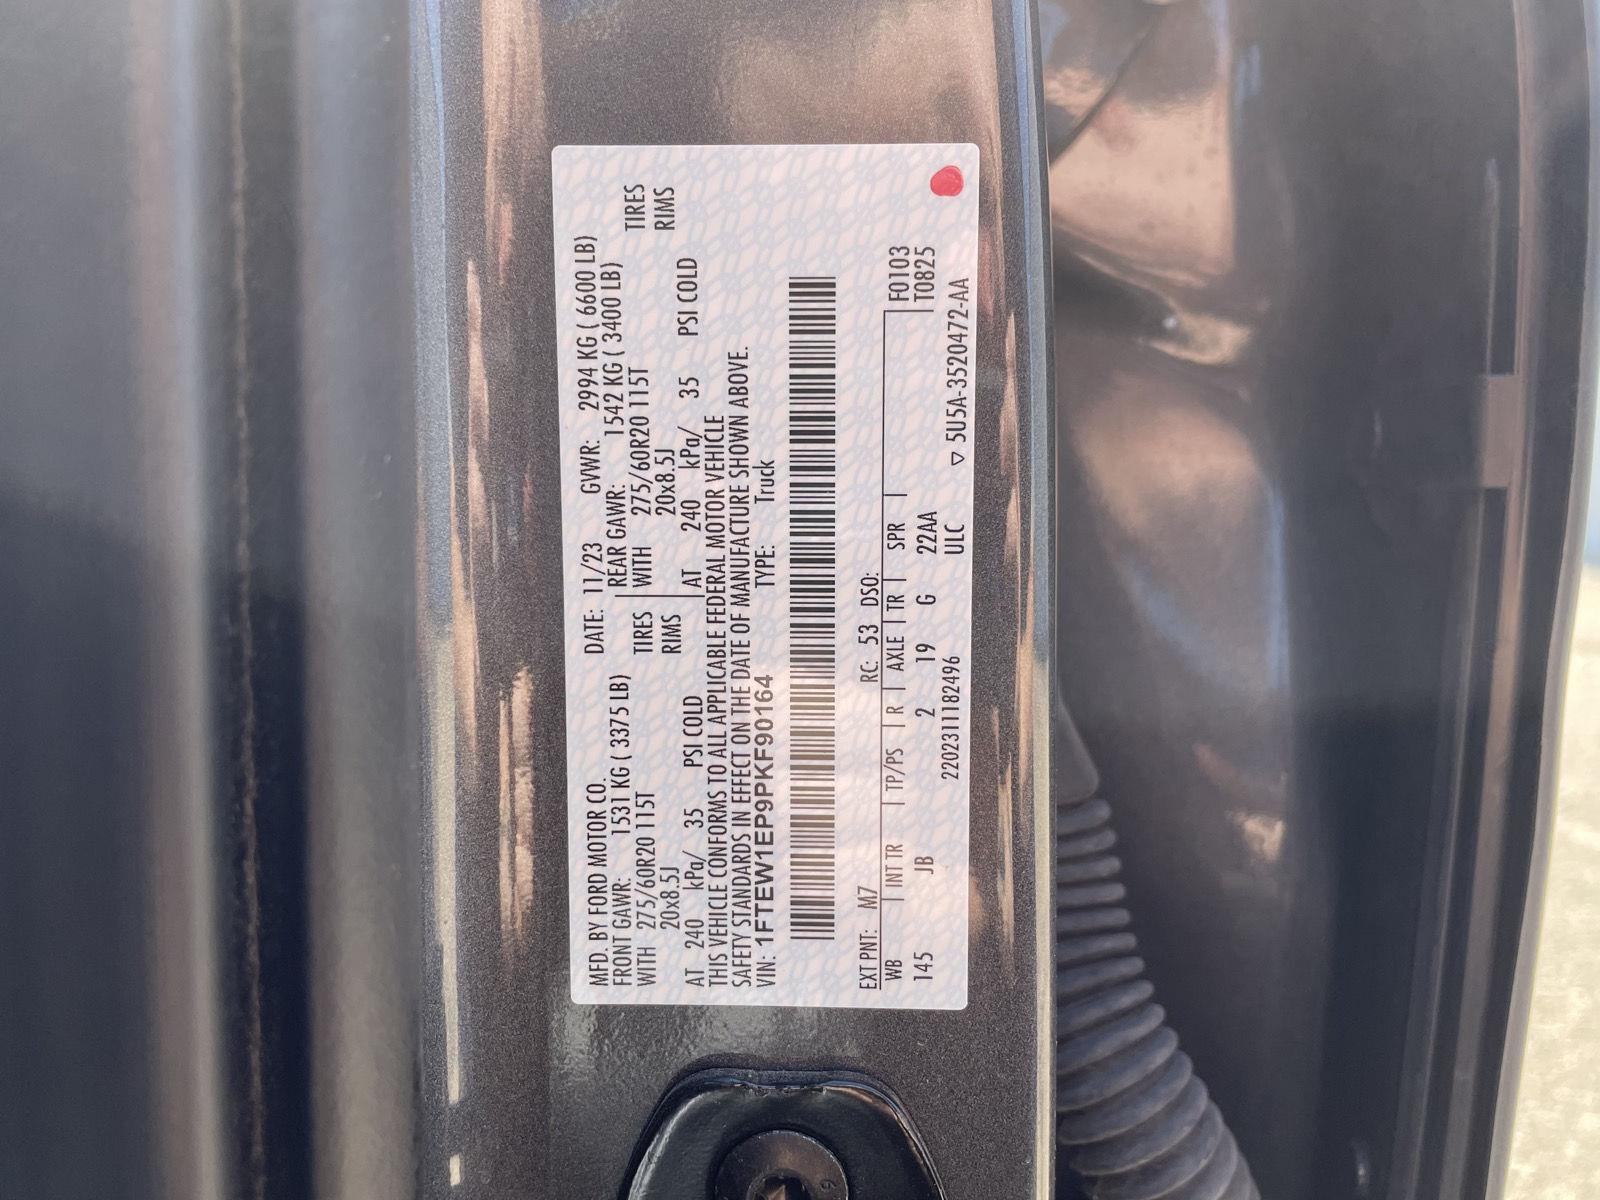 MFD. BY FORD MOTOR CO. DATE: 11/23 GVWR: 2994 KG ( 6600 LB)
FRONT GAWR: 1531 KG ( 3375 LB) REAR GAWR: 1542 KG ( 3400 LB)
WITH 275/60R20 115T TIRES WITH 275/60R20 115T TIRES
20x8.5J RIMS 20x8.5J RIMS
AT 240 kPa/ 35 PSI COLD AT 240 kPa/ 35 PSI COLD
THIS VEHICLE CONFORMS TO ALL APPLICABLE FEDERAL MOTOR VEHICLE
SAFETY STANDARDS IN EFFECT ON THE DATE OF MANUFACTURE SHOWN ABOVE.
VIN: 1FTEW1EP9PKF90164 TYPE: Truck
EXT PNT: M7 RC: 53 DSO:
WB | INT TR | TP/PS | R | AXLE | TR | SPR | F0103
145 JB 2 19 G 22AA T0825
220231118249​6 ULC ▽ 5U5A-3520472-AA